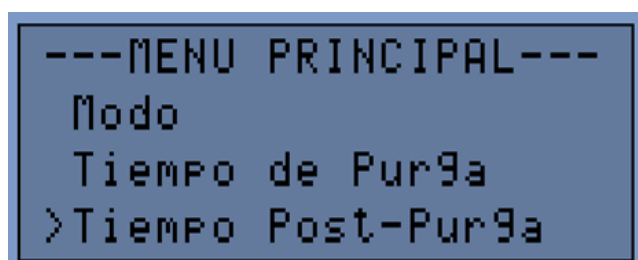 ---MENU PRINCIPAL---
Modo
Tiempo de Purga
>Tiempo Post-Purga